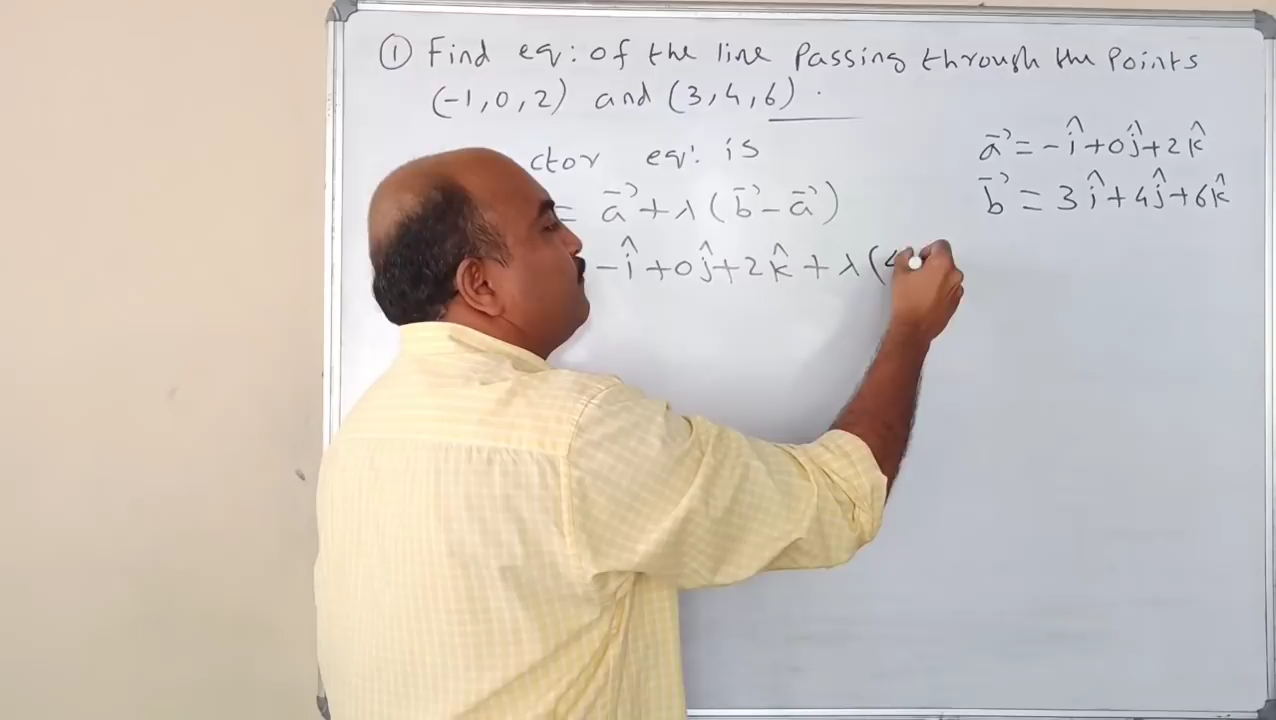 ① Find eq: of the line Passing through the Points
(-1, 0, 2) and (3, 4, 6).
eq: is
= a⃗ + λ(b⃗ - a⃗)
-î + 0ĵ + 2k̂ + λ(4
a⃗ = -î + 0ĵ + 2k̂
b⃗ = 3î + 4ĵ + 6k̂